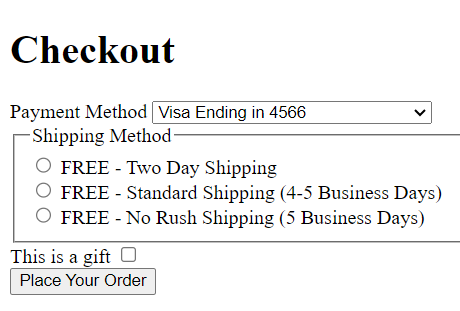 Checkout
Payment Method Visa Ending in 4566
Shipping Method
FREE - Two Day Shipping
FREE - Standard Shipping (4-5 Business Days)
FREE - No Rush Shipping (5 Business Days)
This is a gift
Place Your Order